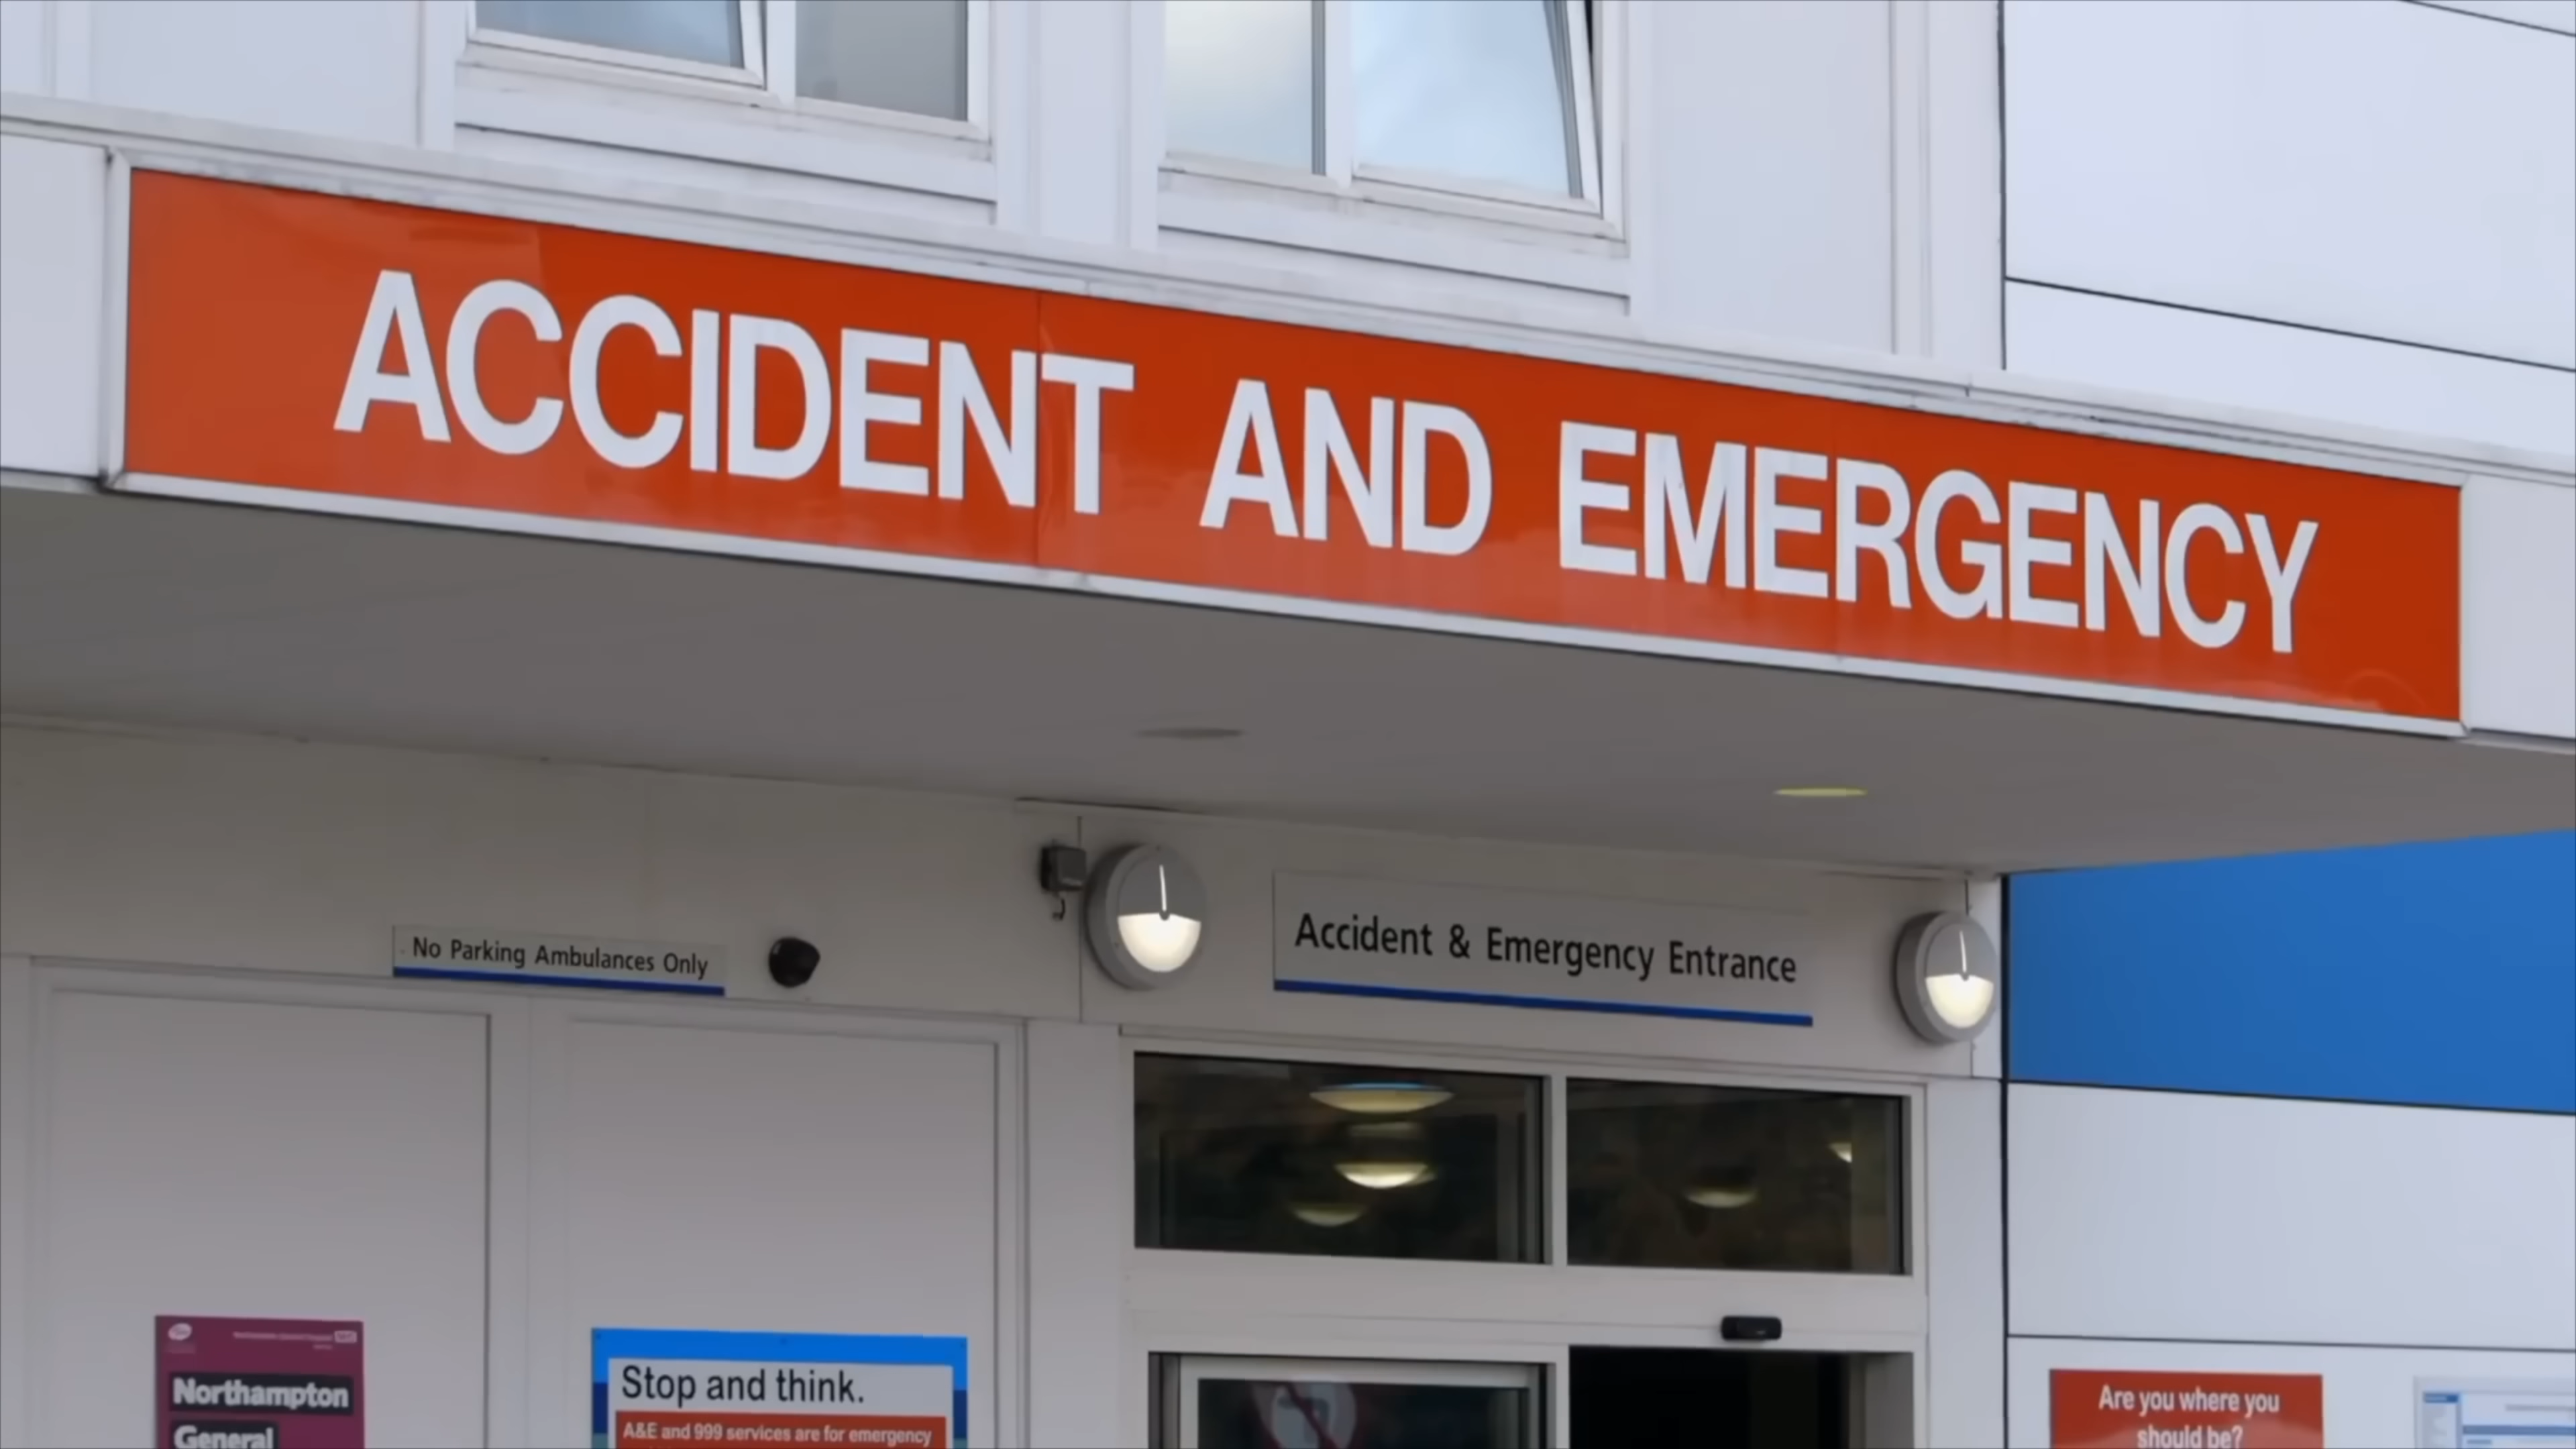 ACCIDENT AND EMERGENCY
No Parking Ambulances Only
Accident & Emergency Entrance
Northampton
General
Stop and think.
A&E and 999 services are for emergency
Are you where you
should be?